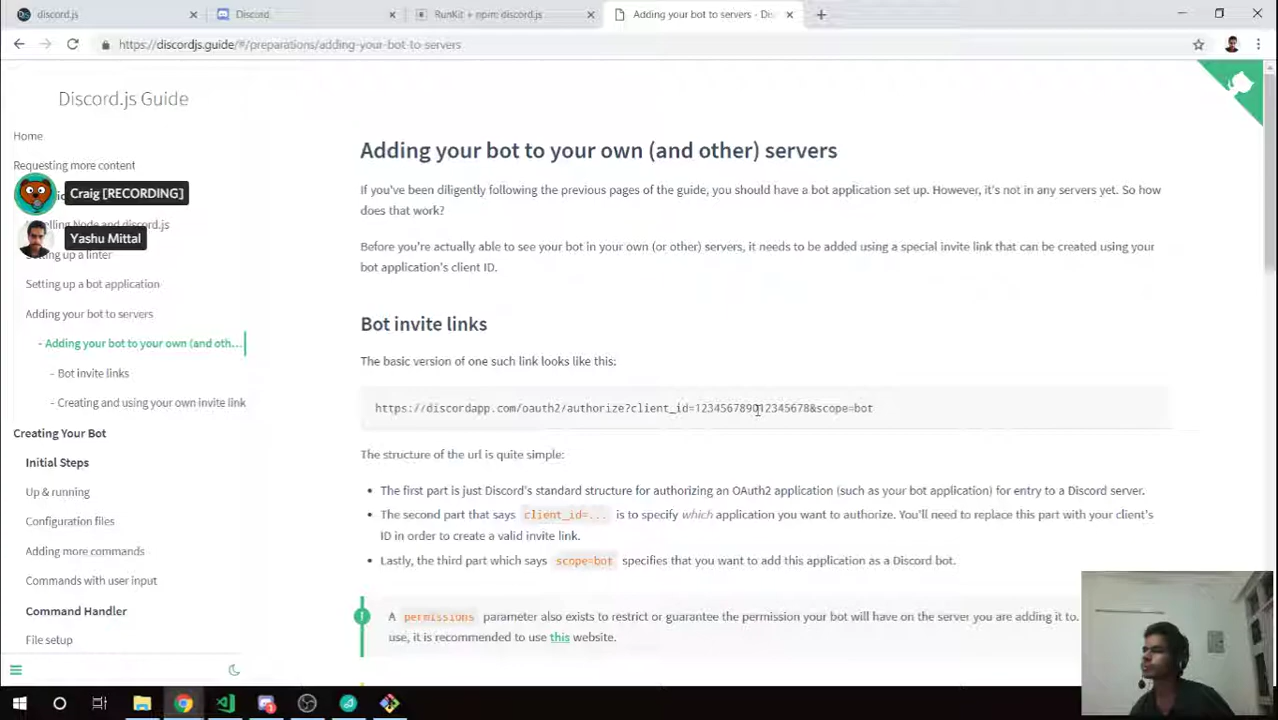 discord.js
Discord
RunKit + npm: discord.js
Adding your bot to servers - Dis
https://discordjs.guide/#/preparations/adding-your-bot-to-servers
Discord.js Guide
Home
Requesting more content
Craig [RECORDING]
Yashu Mittal
Installing Node and discord.js
Setting up a linter
Setting up a bot application
Adding your bot to servers
- Adding your bot to your own (and oth...
- Bot invite links
- Creating and using your own invite link
Creating Your Bot
Initial Steps
Up & running
Configuration files
Adding more commands
Commands with user input
Command Handler
File setup
Adding your bot to your own (and other) servers
If you've been diligently following the previous pages of the guide, you should have a bot application set up. However, it's not in any servers yet. So how
does that work?
Before you're actually able to see your bot in your own (or other) servers, it needs to be added using a special invite link that can be created using your
bot application's client ID.
Bot invite links
The basic version of one such link looks like this:
https://discordapp.com/oauth2/authorize?client_id=123456789012345678&scope=bot
The structure of the url is quite simple:
• The first part is just Discord's standard structure for authorizing an OAuth2 application (such as your bot application) for entry to a Discord server.
• The second part that says client_id=... is to specify which application you want to authorize. You'll need to replace this part with your client's
ID in order to create a valid invite link.
• Lastly, the third part which says scope=bot specifies that you want to add this application as a Discord bot.
! A permissions parameter also exists to restrict or guarantee the permission your bot will have on the server you are adding it to.
use, it is recommended to use this website.